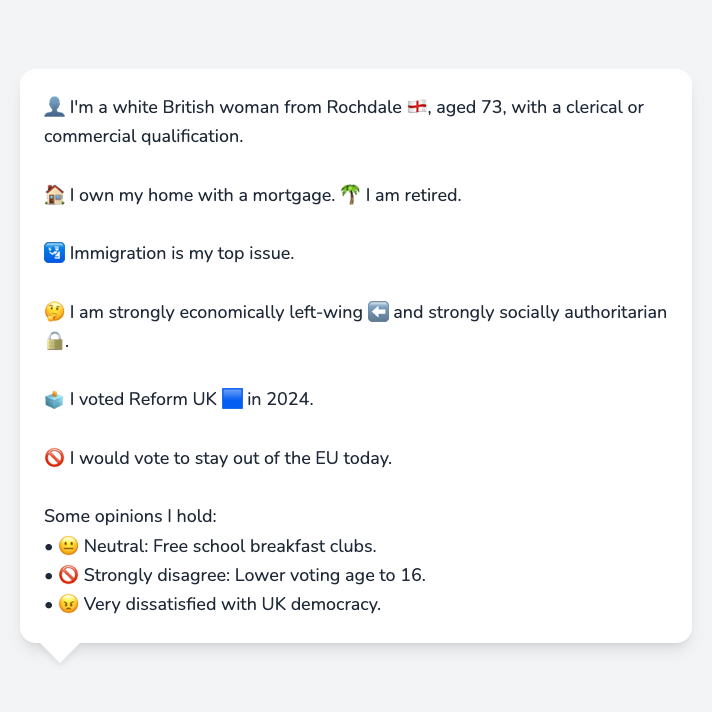 👤 I'm a white British woman from Rochdale 🏴󠁧󠁢󠁥󠁮󠁧󠁿, aged 73, with a clerical or
commercial qualification.
🏠 I own my home with a mortgage. 🌴 I am retired.
🛂 Immigration is my top issue.
🤔 I am strongly economically left-wing ⬅️ and strongly socially authoritarian
🔒.
🗳️ I voted Reform UK 🟦 in 2024.
🚫 I would vote to stay out of the EU today.
Some opinions I hold:
• 😐 Neutral: Free school breakfast clubs.
• 🚫 Strongly disagree: Lower voting age to 16.
• 😠 Very dissatisfied with UK democracy.